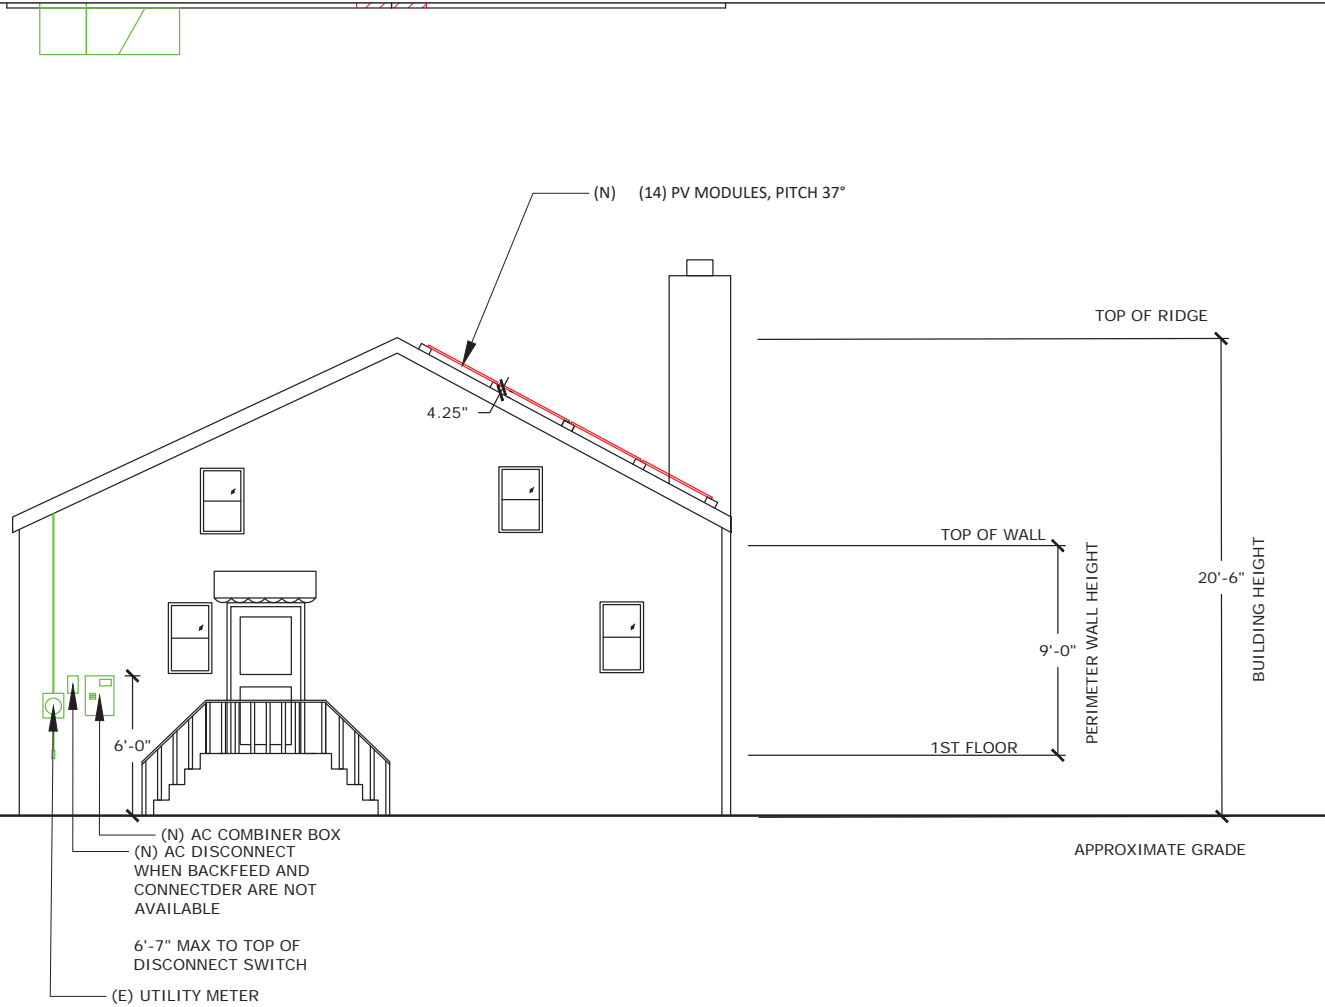 (N) (14) PV MODULES, PITCH 37°
TOP OF RIDGE
4.25"
TOP OF WALL
PERIMETER WALL HEIGHT
20'-6"
BUILDING HEIGHT
9'-0"
6'-0"
1ST FLOOR
(N) AC COMBINER BOX
(N) AC DISCONNECT
WHEN BACKFEED AND
CONNECTDER ARE NOT
AVAILABLE
APPROXIMATE GRADE
6'-7" MAX TO TOP OF
DISCONNECT SWITCH
(E) UTILITY METER